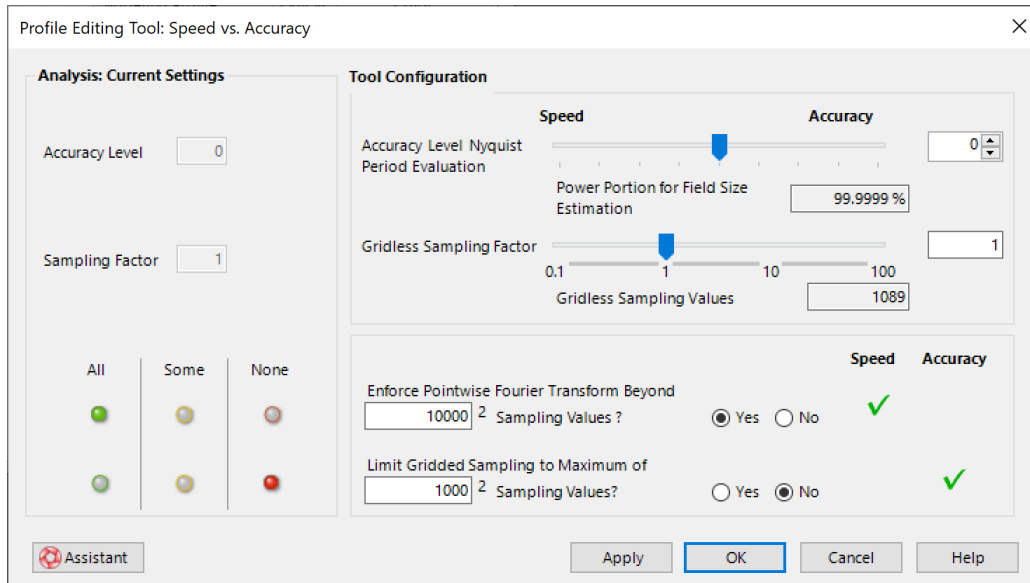 Profile Editing Tool: Speed vs. Accuracy
Analysis: Current Settings
Accuracy Level 0
Sampling Factor 1
All Some None
Tool Configuration
Speed Accuracy
Accuracy Level Nyquist
Period Evaluation
0
Power Portion for Field Size
Estimation
99.9999 %
Gridless Sampling Factor
1
0.1 1 10 100
Gridless Sampling Values 1089
Speed Accuracy
Enforce Pointwise Fourier Transform Beyond
10000 2 Sampling Values ? Yes No
Limit Gridded Sampling to Maximum of
1000 2 Sampling Values? Yes No
Assistant Apply OK Cancel Help